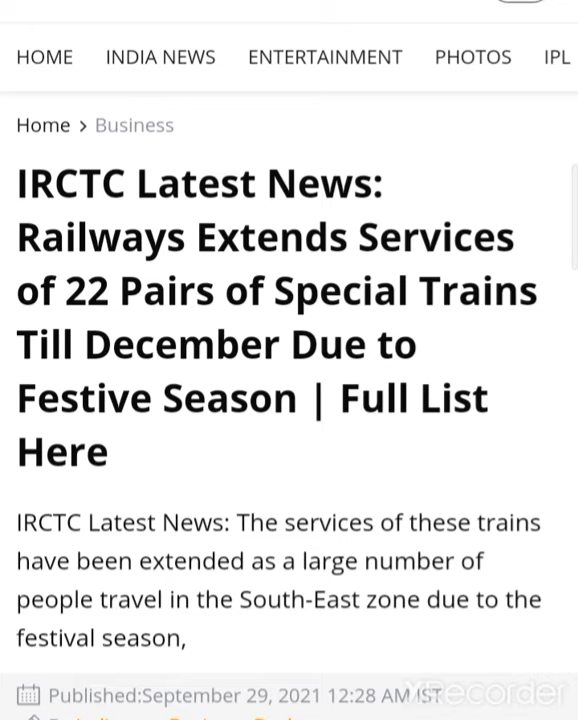 HOME INDIA NEWS ENTERTAINMENT PHOTOS IPL
Home > Business
IRCTC Latest News:
Railways Extends Services
of 22 Pairs of Special Trains
Till December Due to
Festive Season | Full List
Here
IRCTC Latest News: The services of these trains
have been extended as a large number of
people travel in the South-East zone due to the
festival season,
Published:September 29, 2021 12:28 AM IST
XRecorder